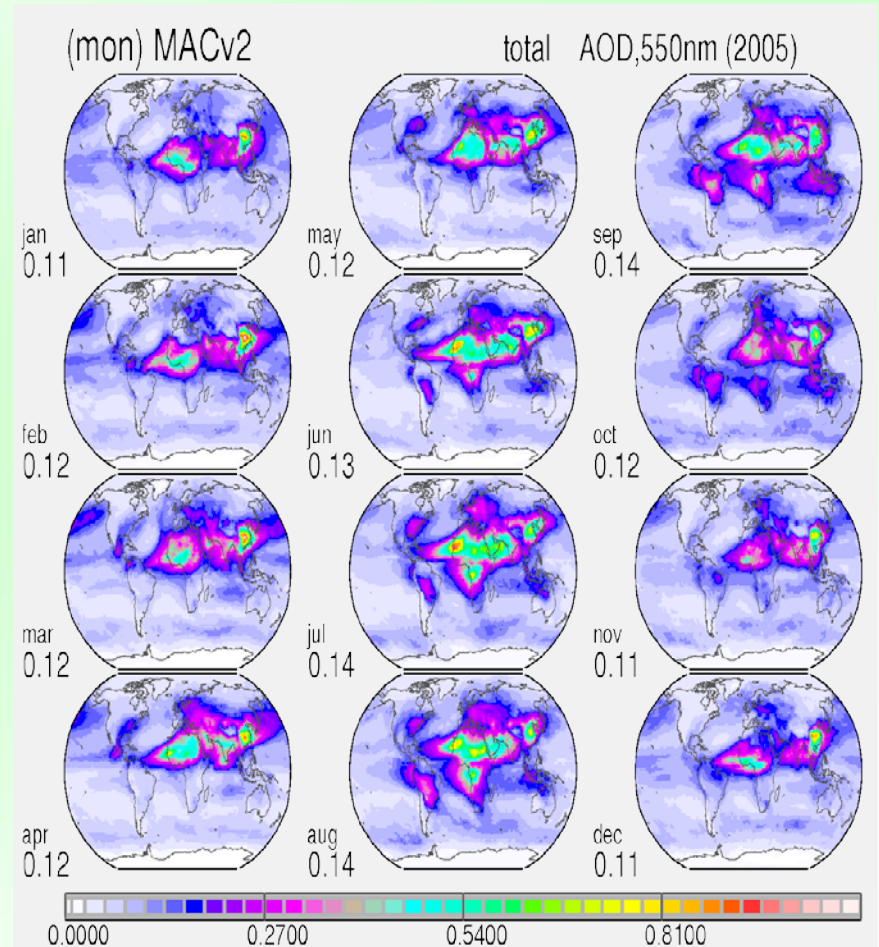 (mon) MACv2 total AOD,550nm (2005)
jan
0.11
may
0.12
sep
0.14
feb
0.12
jun
0.13
oct
0.12
mar
0.12
jul
0.14
nov
0.11
apr
0.12
aug
0.14
dec
0.11
0.0000 0.2700 0.5400 0.8100